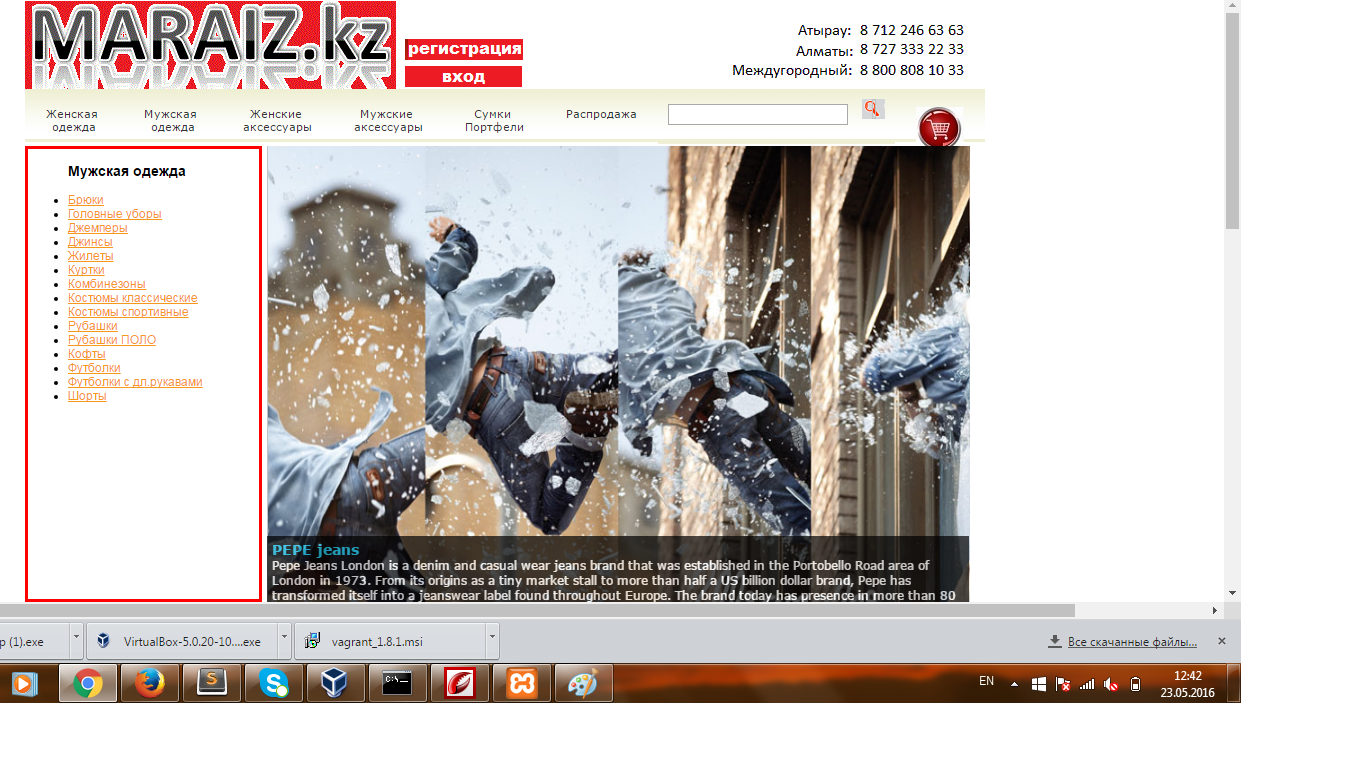 MARAIZ.kz
регистрация
вход
Атырау: 8 712 246 63 63
Алматы: 8 727 333 22 33
Междугородный: 8 800 808 10 33
Женская одежда
Мужская одежда
Женские аксессуары
Мужские аксессуары
Сумки Портфели
Распродажа
Мужская одежда
Брюки
Головные уборы
Джемперы
Джинсы
Жилеты
Куртки
Комбинезоны
Костюмы классические
Костюмы спортивные
Рубашки
Рубашки ПОЛО
Кофты
Футболки
Футболки с дл.рукавами
Шорты
PEPE jeans
Pepe Jeans London is a denim and casual wear jeans brand that was established in the Portobello Road area of
London in 1973. From its origins as a tiny market stall to more than half a US billion dollar brand, Pepe has
transformed itself into a jeanswear label found throughout Europe. The brand today has presence in more than 80
p (1).exe
VirtualBox-5.0.20-10....exe
vagrant_1.8.1.msi
Все скачанные файлы...
EN
12:42
23.05.2016